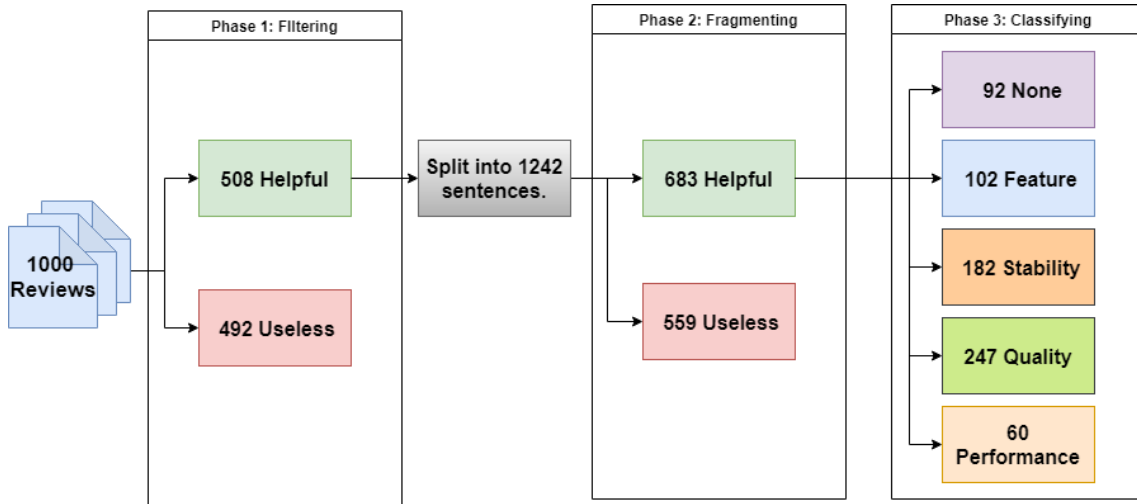 Phase 1: FIltering
Phase 2: Fragmenting
Phase 3: Classifying
1000
Reviews
508 Helpful
492 Useless
Split into 1242
sentences.
683 Helpful
559 Useless
92 None
102 Feature
182 Stability
247 Quality
60
Performance